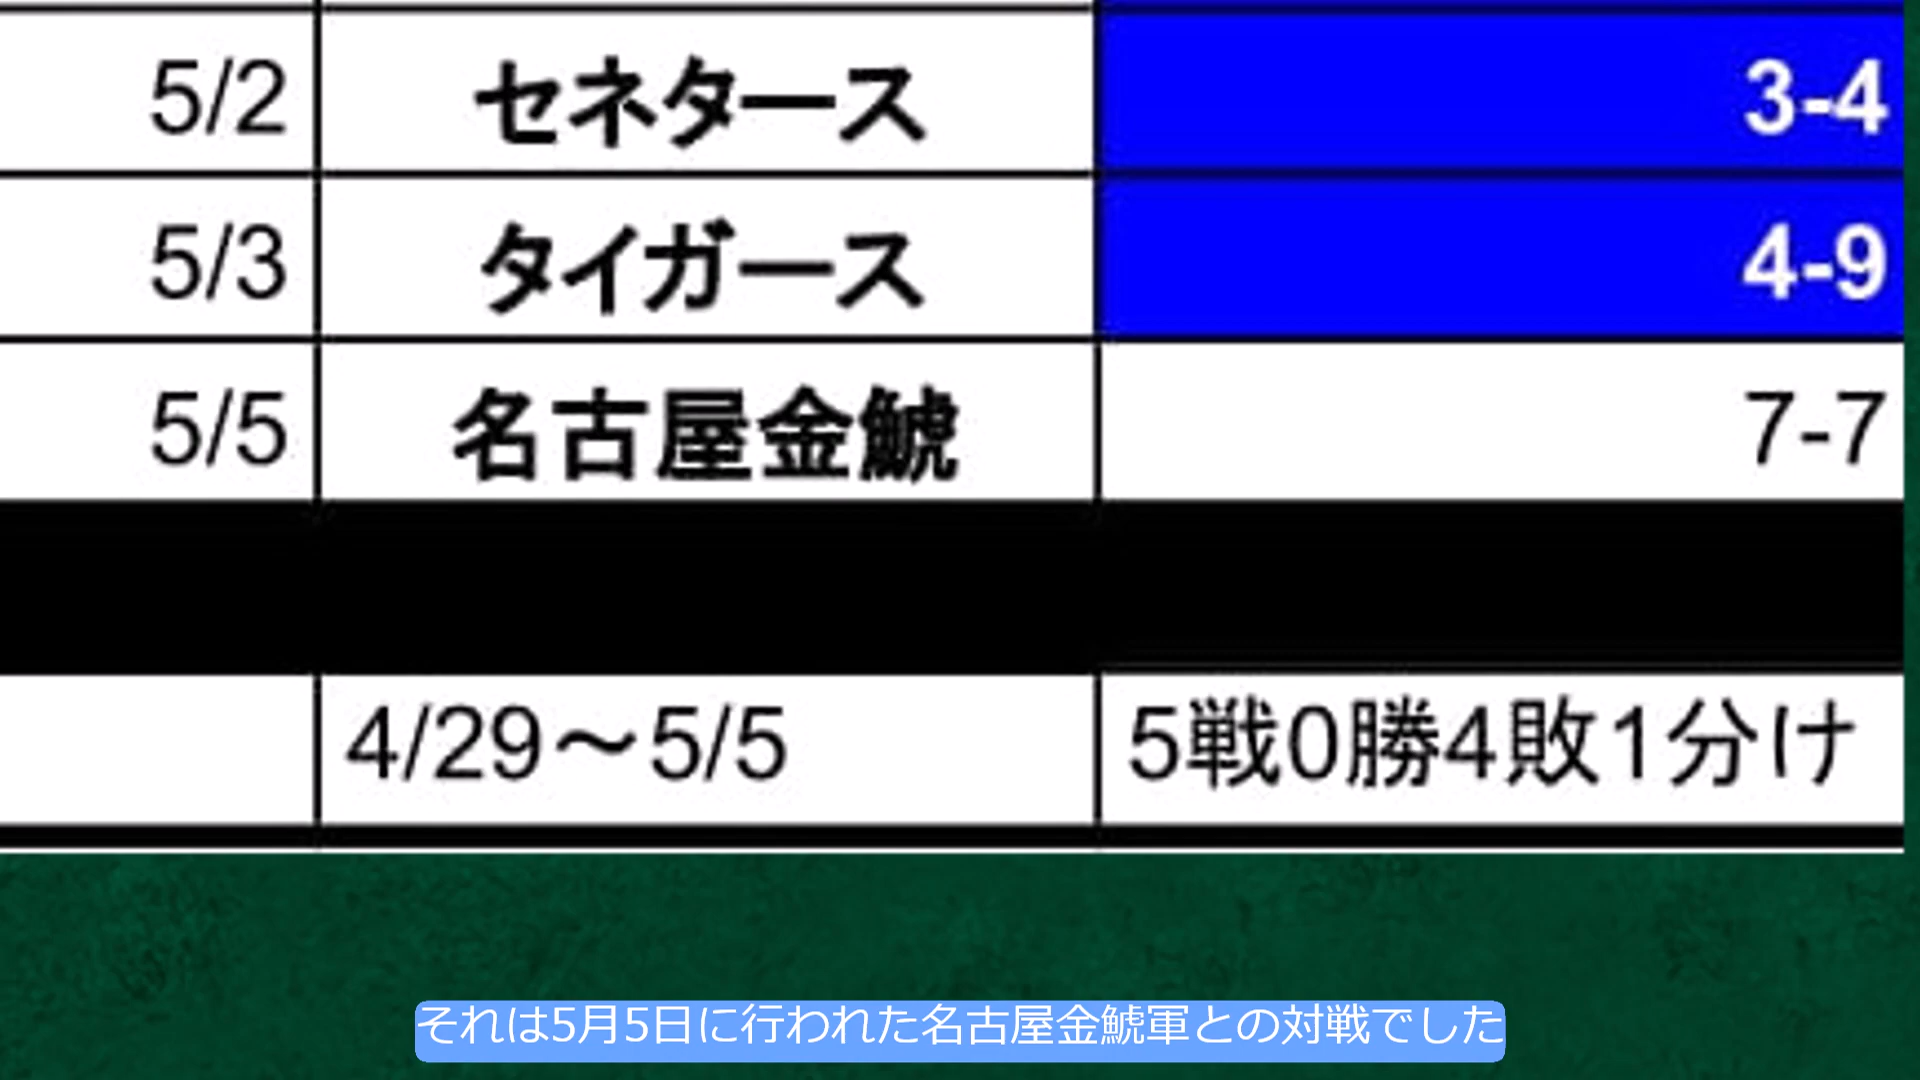 5/2 セネタース 3-4
5/3 タイガース 4-9
5/5 名古屋金鯱 7-7
4/29〜5/5 5戦0勝4敗1分け
それは5月5日に行われた名古屋金鯱軍との対戦でした